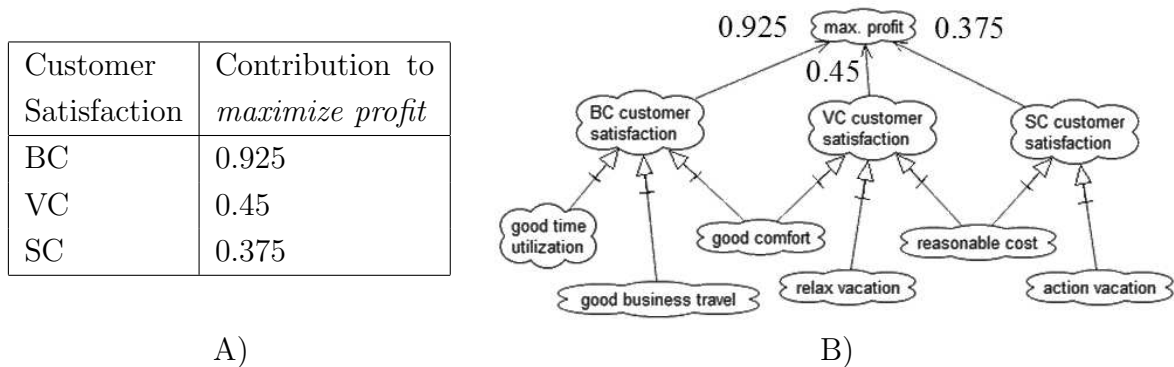 Customer Satisfaction
Contribution to maximize profit
BC
0.925
VC
0.45
SC
0.375
A)
0.925
max. profit
0.375
0.45
BC customer
satisfaction
VC customer
satisfaction
SC customer
satisfaction
good time
utilization
good comfort
reasonable cost
good business travel
relax vacation
action vacation
B)